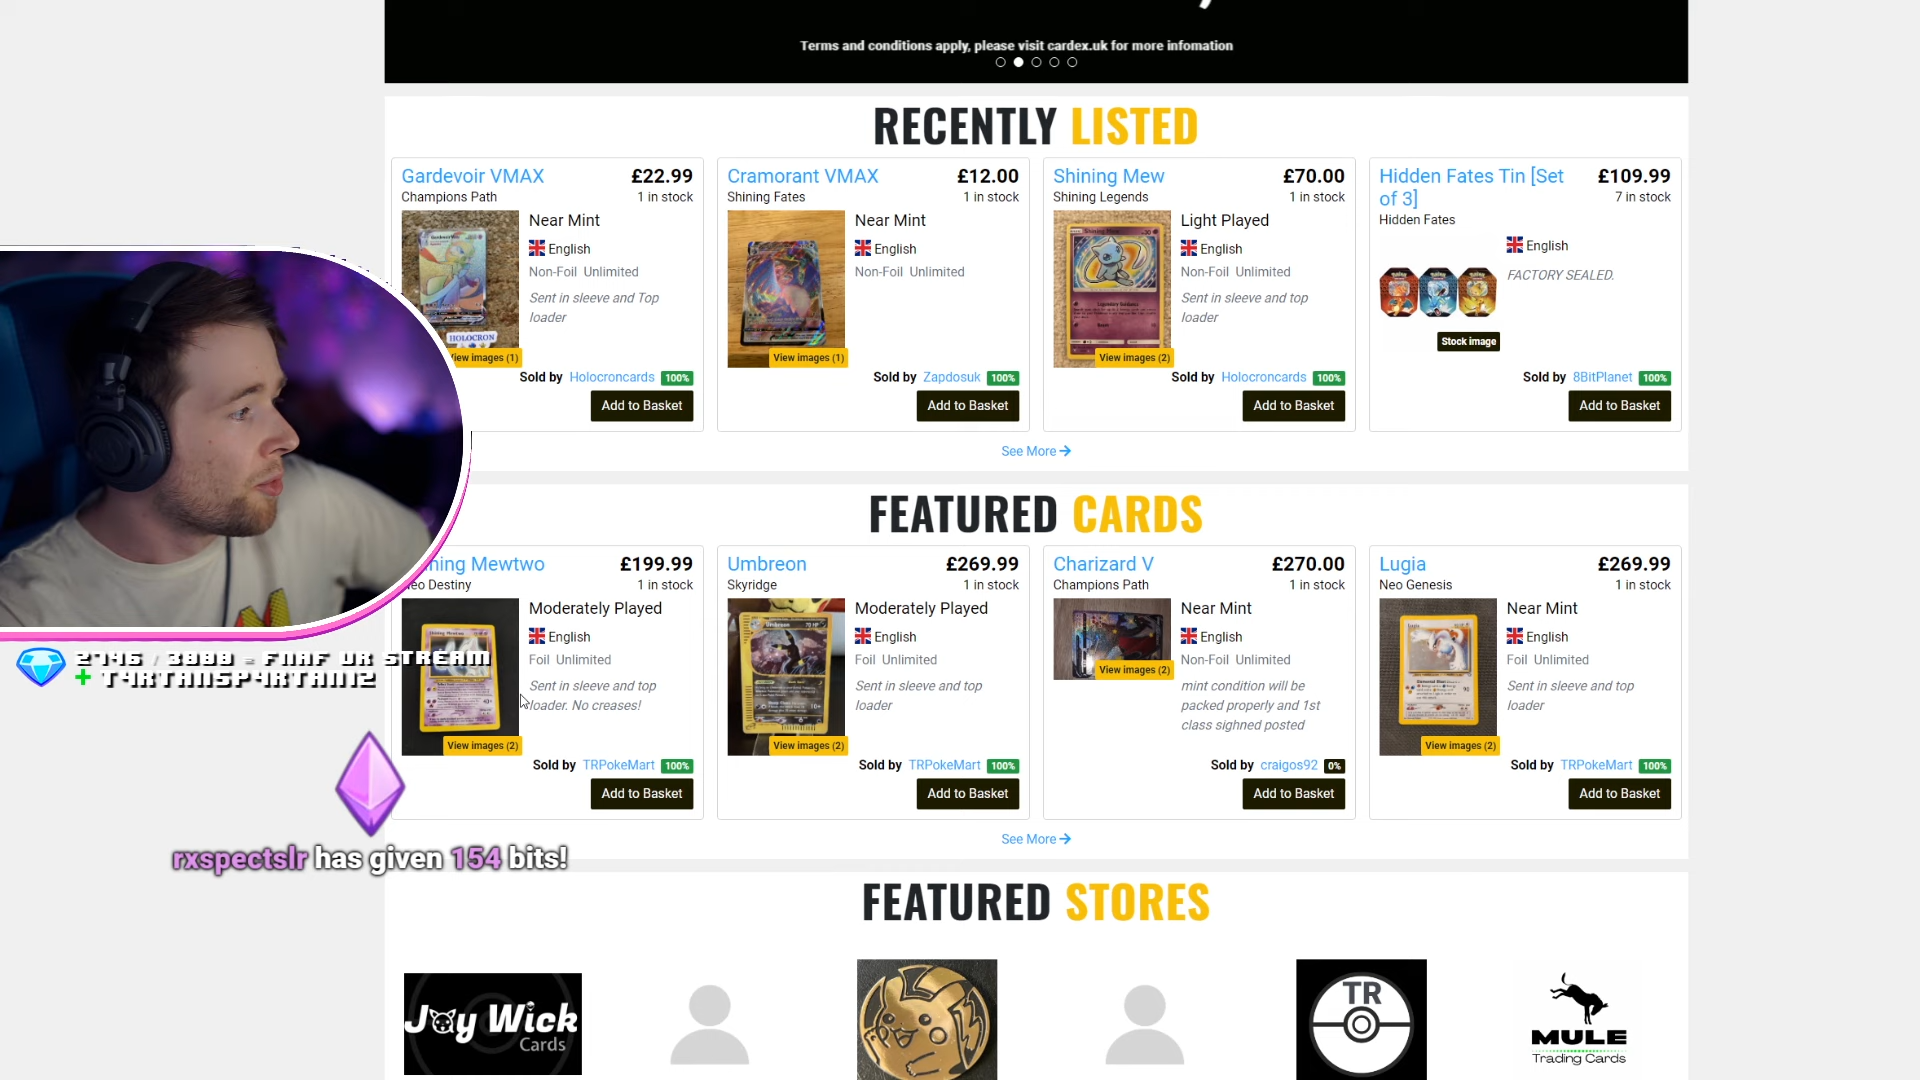 Terms and conditions apply, please visit cardex.uk for more infomation
RECENTLY LISTED
Gardevoir VMAX
£22.99
Champions Path
1 in stock
Near Mint
English
Non-Foil Unlimited
Sent in sleeve and Top
loader
HOLOCRON
View images (1)
Sold by Holocroncards 100%
Add to Basket
Cramorant VMAX
£12.00
Shining Fates
1 in stock
Near Mint
English
Non-Foil Unlimited
View images (1)
Sold by Zapdosuk 100%
Add to Basket
Shining Mew
£70.00
Shining Legends
1 in stock
Light Played
English
Non-Foil Unlimited
Sent in sleeve and top
loader
View images (2)
Sold by Holocroncards 100%
Add to Basket
Hidden Fates Tin [Set
of 3]
£109.99
7 in stock
Hidden Fates
English
FACTORY SEALED.
Stock image
Sold by 8BitPlanet 100%
Add to Basket
See More
FEATURED CARDS
ning Mewtwo
£199.99
eo Destiny
1 in stock
Moderately Played
English
Foil Unlimited
Sent in sleeve and top
loader. No creases!
View images (2)
Sold by TRPokeMart 100%
Add to Basket
Umbreon
£269.99
Skyridge
1 in stock
Moderately Played
English
Foil Unlimited
Sent in sleeve and top
loader
Umbreon
View images (2)
Sold by TRPokeMart 100%
Add to Basket
Charizard V
£270.00
Champions Path
1 in stock
Near Mint
English
Non-Foil Unlimited
mint condition will be
packed properly and 1st
class sighned posted
View images (2)
Sold by craigos92 0%
Add to Basket
Lugia
£269.99
Neo Genesis
1 in stock
Near Mint
English
Foil Unlimited
Sent in sleeve and top
loader
Lugia
View images (2)
Sold by TRPokeMart 100%
Add to Basket
See More
2745 / 3000 - FNAF VR STREAM
+ T4RTANSP4RTAN12
rxspectslr has given 154 bits!
FEATURED STORES
Joy Wick
Cards
TR
MULE
Trading Cards